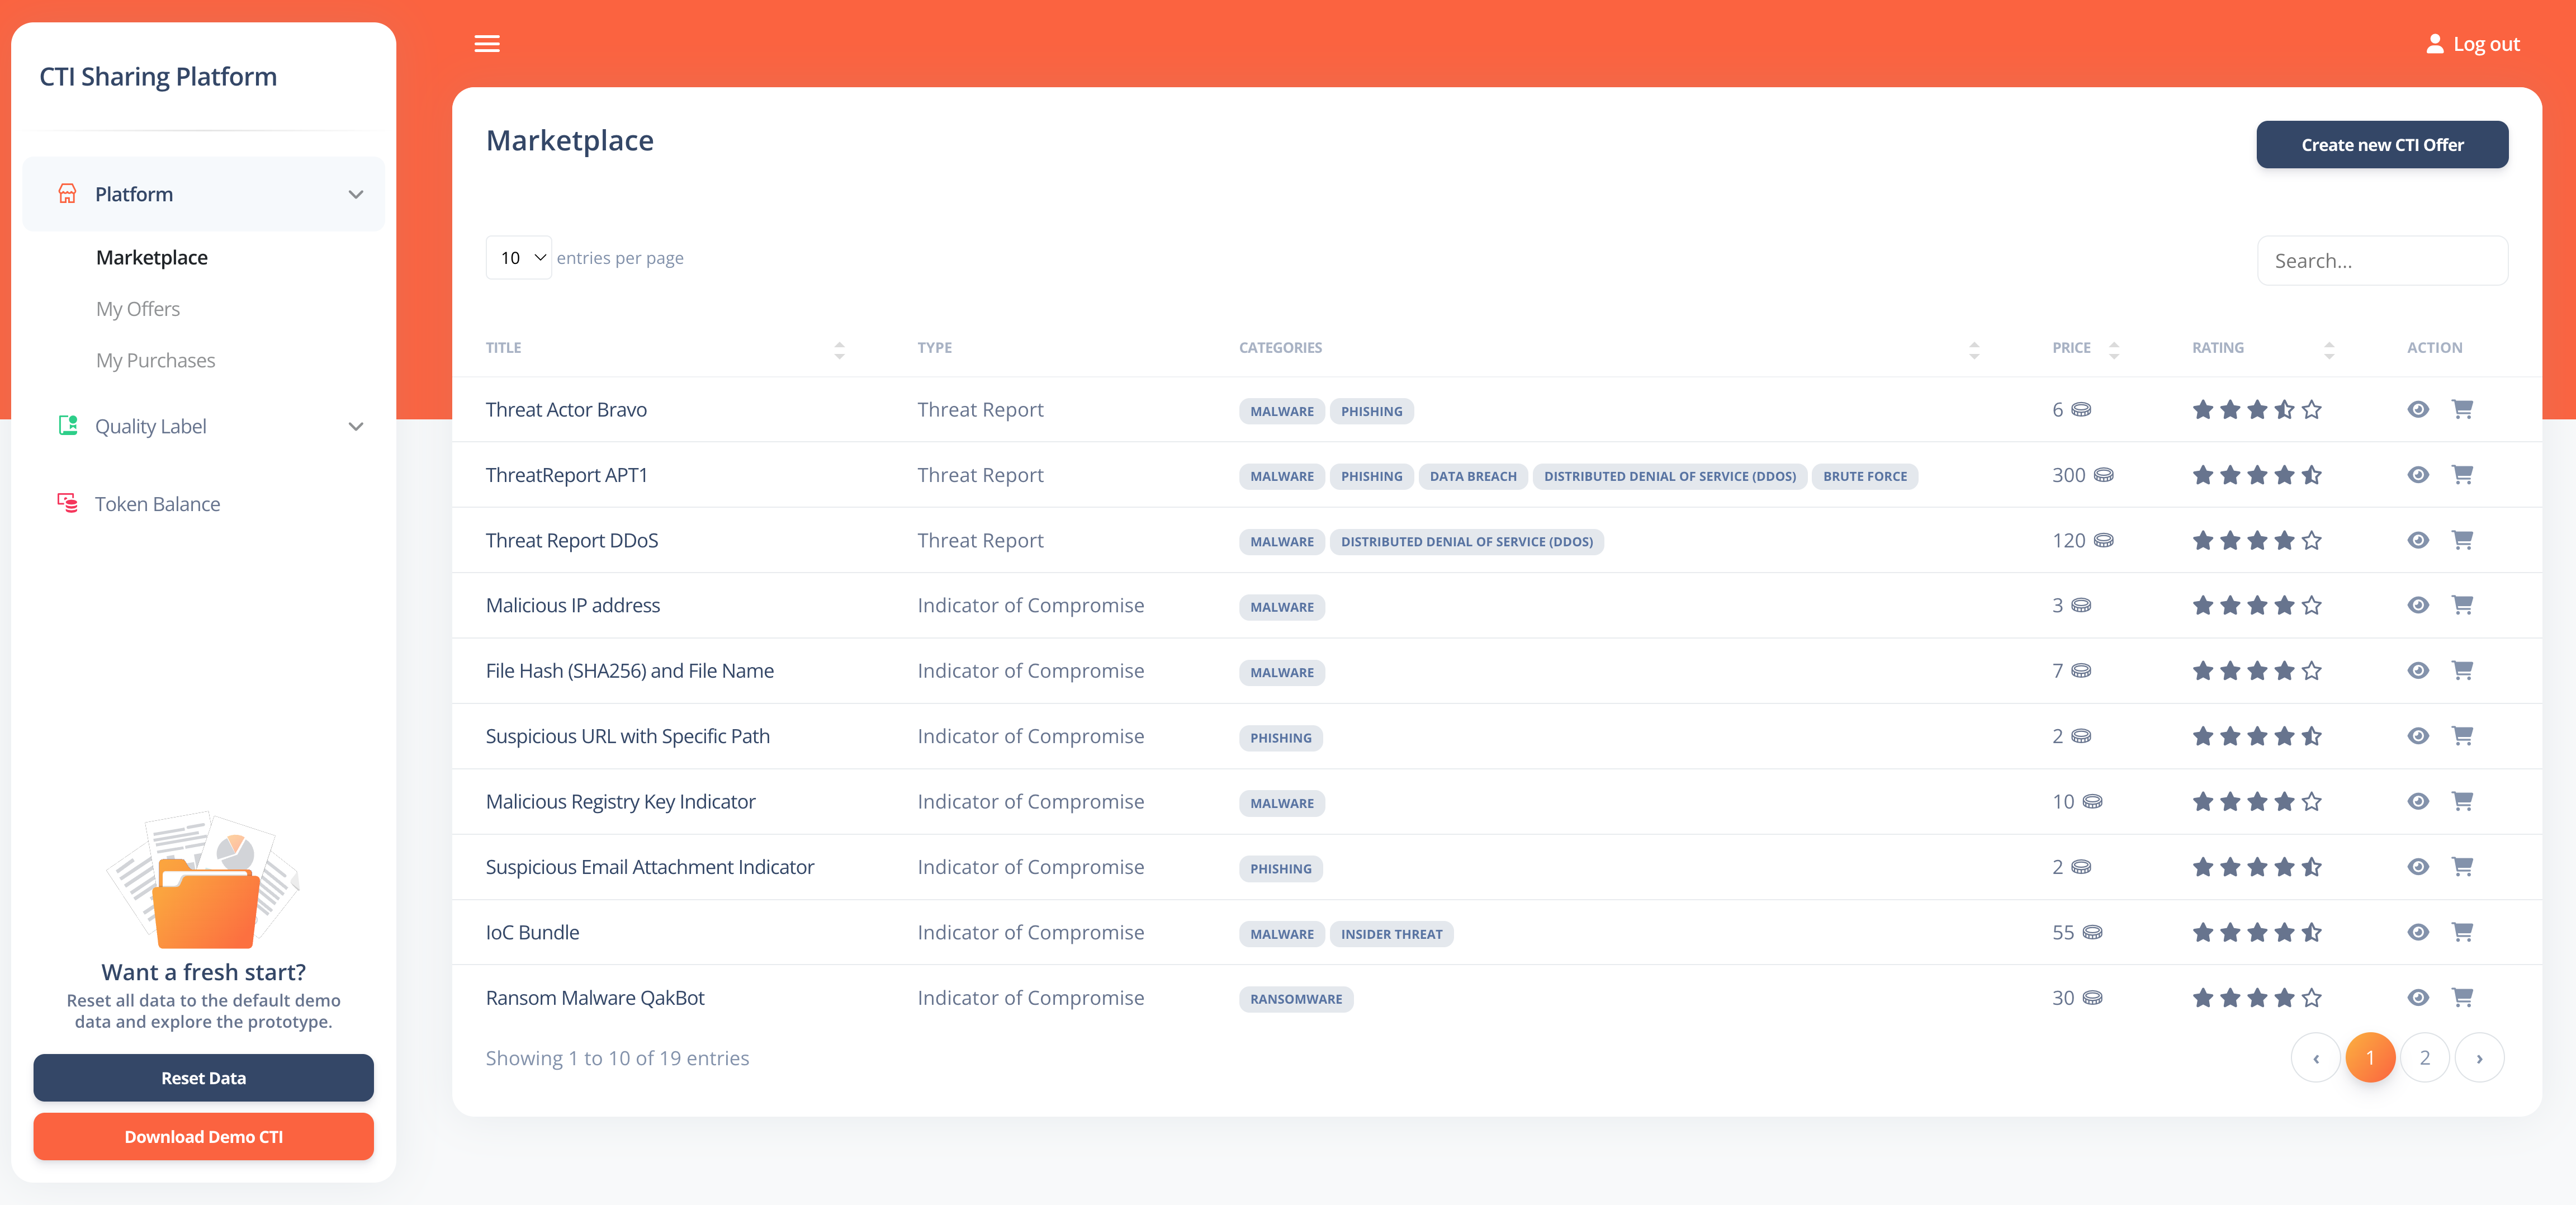 CTI Sharing Platform
Log out
Platform
Marketplace
My Offers
My Purchases
Quality Label
Token Balance
Want a fresh start?
Reset all data to the default demo
data and explore the prototype.
Reset Data
Download Demo CTI
Marketplace
Create new CTI Offer
10 entries per page
Search...
TITLE TYPE CATEGORIES PRICE RATING ACTION
Threat Actor Bravo Threat Report MALWARE PHISHING 6
ThreatReport APT1 Threat Report MALWARE PHISHING DATA BREACH DISTRIBUTED DENIAL OF SERVICE (DDOS) BRUTE FORCE 300
Threat Report DDoS Threat Report MALWARE DISTRIBUTED DENIAL OF SERVICE (DDOS) 120
Malicious IP address Indicator of Compromise MALWARE 3
File Hash (SHA256) and File Name Indicator of Compromise MALWARE 7
Suspicious URL with Specific Path Indicator of Compromise PHISHING 2
Malicious Registry Key Indicator Indicator of Compromise MALWARE 10
Suspicious Email Attachment Indicator Indicator of Compromise PHISHING 2
IoC Bundle Indicator of Compromise MALWARE INSIDER THREAT 55
Ransom Malware QakBot Indicator of Compromise RANSOMWARE 30
Showing 1 to 10 of 19 entries
‹ 1 2 ›